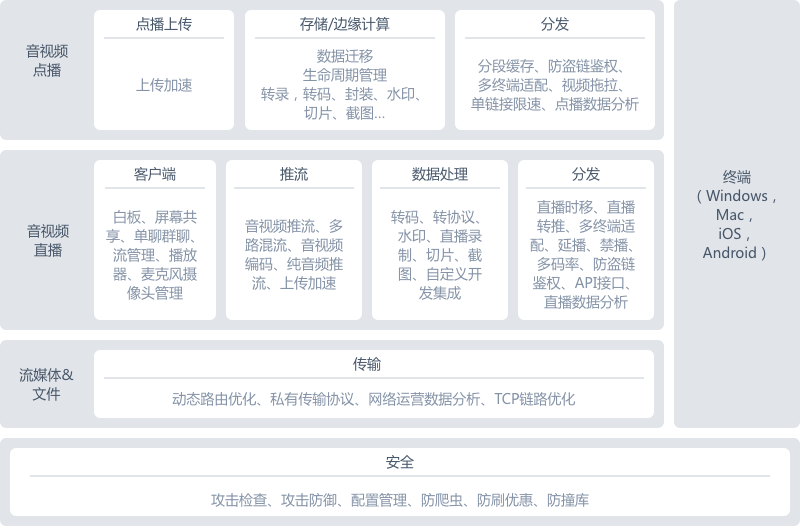 音视频
点播
点播上传
上传加速
存储/边缘计算
数据迁移
生命周期管理
转录，转码、封装、水印、
切片、截图...
分发
分段缓存、防盗链鉴权、
多终端适配、视频拖拉、
单链接限速、点播数据分析
音视频
直播
客户端
白板、屏幕共
享、单聊群聊、
流管理、播放
器、麦克风摄
像头管理
推流
音视频推流、多
路混流、音视频
编码、纯音频推
流、上传加速
数据处理
转码、转协议、
水印、直播录
制、切片、截
图、自定义开
发集成
分发
直播时移、直播
转推、多终端适
配、延播、禁播、
多码率、防盗链
鉴权、API接口、
直播数据分析
流媒体&
文件
传输
动态路由优化、私有传输协议、网络运营数据分析、TCP链路优化
终端
（Windows，
Mac，
iOS，
Android）
安全
攻击检查、攻击防御、配置管理、防爬虫、防刷优惠、防撞库